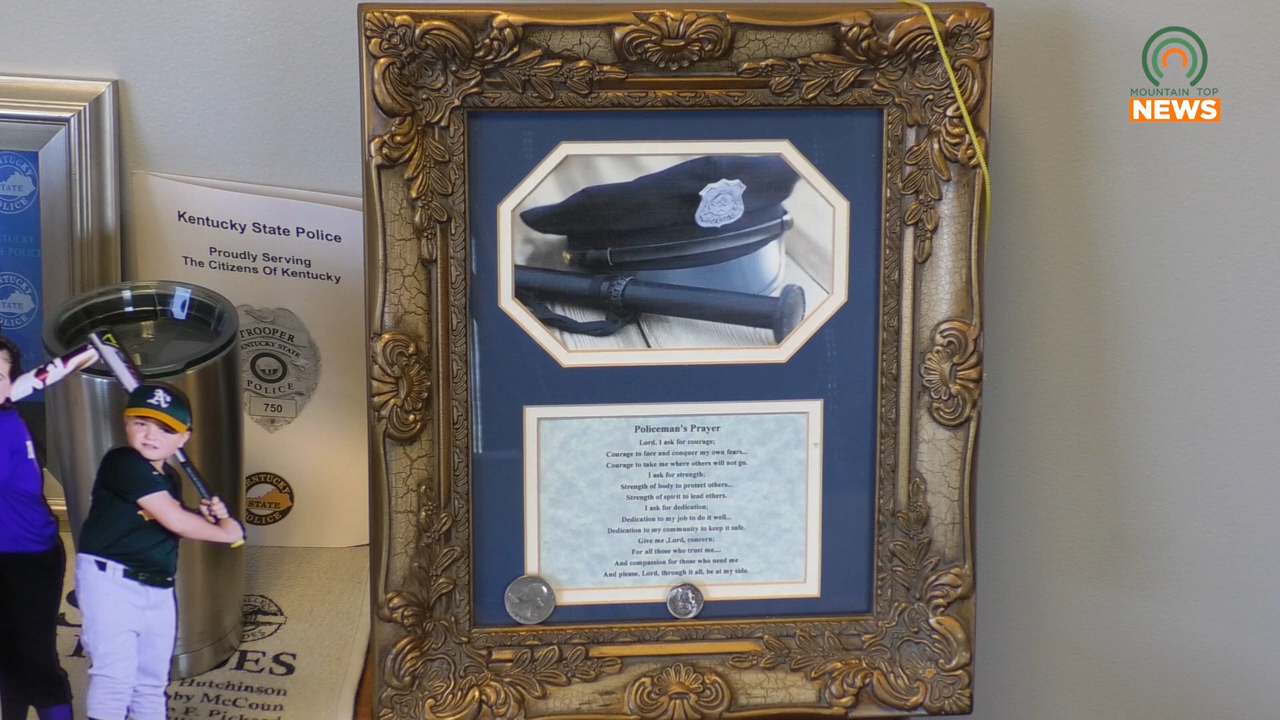 MOUNTAIN TOP
NEWS
Kentucky State Police
Proudly Serving
The Citizens Of Kentucky
TROOPER
KENTUCKY STATE
POLICE
750
KENTUCKY
STATE
POLICE
STATE
STATE
A's
Hutchinson
by McCoun
Policeman's Prayer
Lord, I ask for courage;
Courage to face and conquer my own fears...
Courage to take me where others will not go.
I ask for strength;
Strength of body to protect others...
Strength of spirit to lead others.
I ask for dedication;
Dedication to my job to do it well...
Dedication to my community to keep it safe.
Give me ,Lord, concern;
For all those who trust me....
And compassion for those who need me
And please, Lord, through it all, be at my side.